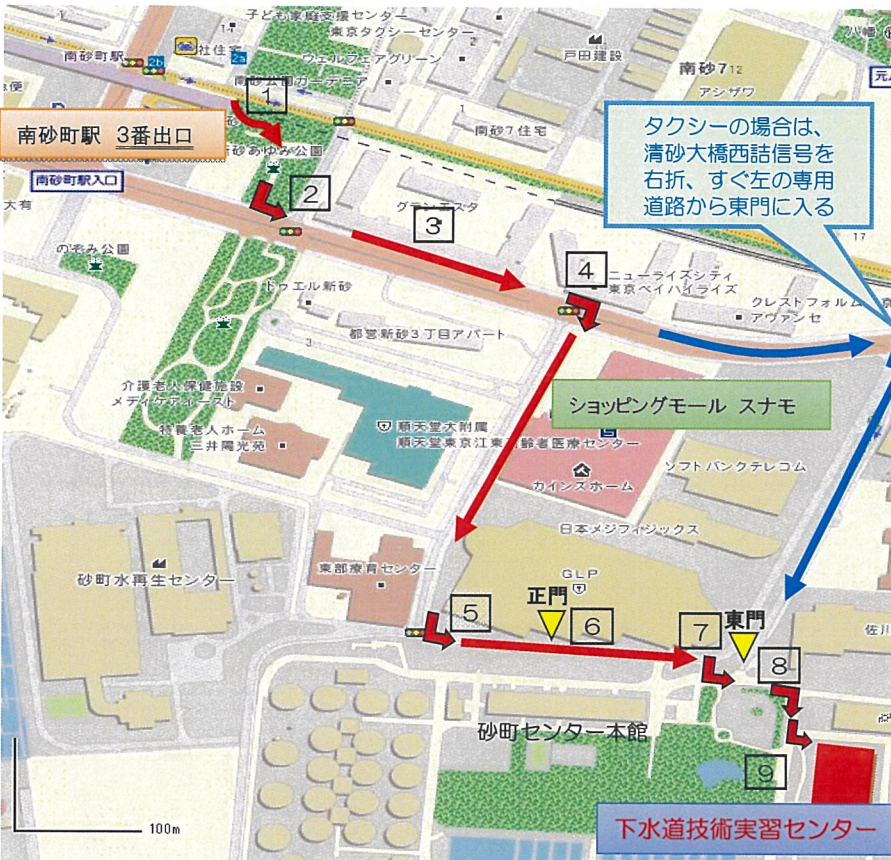 子ども家庭支援センター
東京タクシーセンター
南砂町駅
2b
社住宅
2a
ウェルフェアグリーン
南砂公園ガーデニア
戸田建設
南砂7
12
アシザワ
八幡
元八
南砂町駅 3番出口
1
新砂あゆみ公園
南砂7住宅
タクシーの場合は、
清砂大橋西詰信号を
右折、すぐ左の専用
道路から東門に入る
南砂町駅入口
大有
2
グランエスタ
3
17
のぞみ公園
4
ニューライズシティ
東京ベイハイライズ
ドゥエル新砂
クレストフォルム
アヴァンセ
都営新砂3丁目アパート
3
ショッピングモール スナモ
介護老人保健施設
メディケアイースト
特養老人ホーム
三井陽光苑
順天堂大附属
順天堂東京江東高齢者医療センター
カインズホーム
ソフトバンクテレコム
日本メジフィジックス
砂町水再生センター
東部療育センター
GLP
正門
5
6
7
東門
8
佐川
砂町センター本館
9
100m
下水道技術実習センター